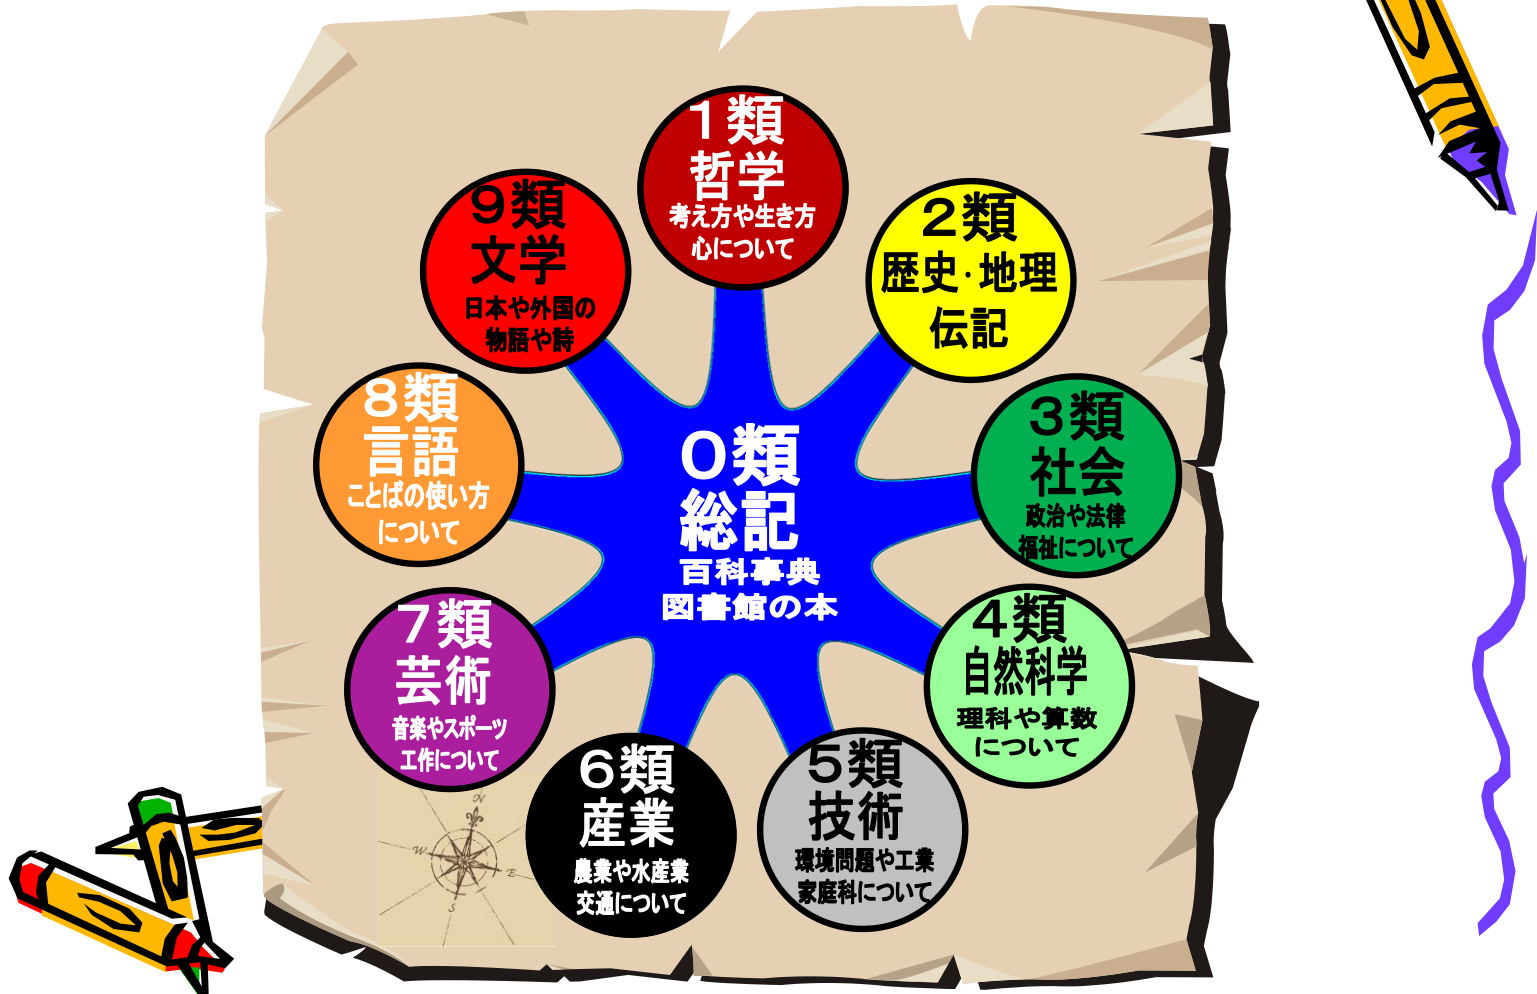 1類
哲学
考え方や生き方
心について
2類
歴史・地理
伝記
3類
社会
政治や法律
福祉について
4類
自然科学
理科や算数
について
5類
技術
環境問題や工業
家庭科について
6類
産業
農業や水産業
交通について
7類
芸術
音楽やスポーツ
工作について
8類
言語
ことばの使い方
について
9類
文学
日本や外国の
物語や詩
0類
総記
百科事典
図書館の本
N
W
E
S